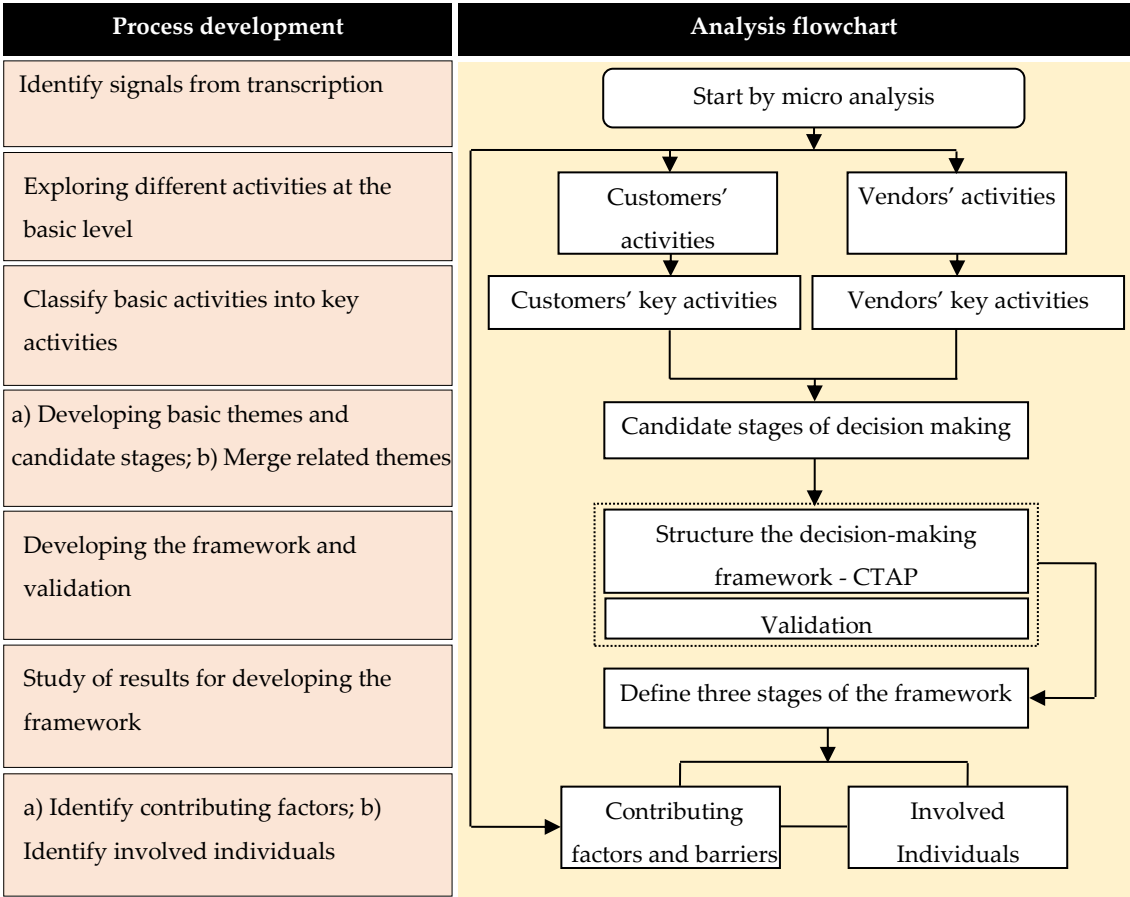 Process development
Analysis flowchart
Identify signals from transcription
Start by micro analysis
Exploring different activities at the
basic level
Customers’
activities
Vendors’ activities
Classify basic activities into key
activities
Customers’ key activities
Vendors’ key activities
a) Developing basic themes and
candidate stages; b) Merge related themes
Candidate stages of decision making
Developing the framework and
validation
Structure the decision-making
framework - CTAP
Validation
Study of results for developing the
framework
Define three stages of the framework
a) Identify contributing factors; b)
Identify involved individuals
Contributing
factors and barriers
Involved
Individuals